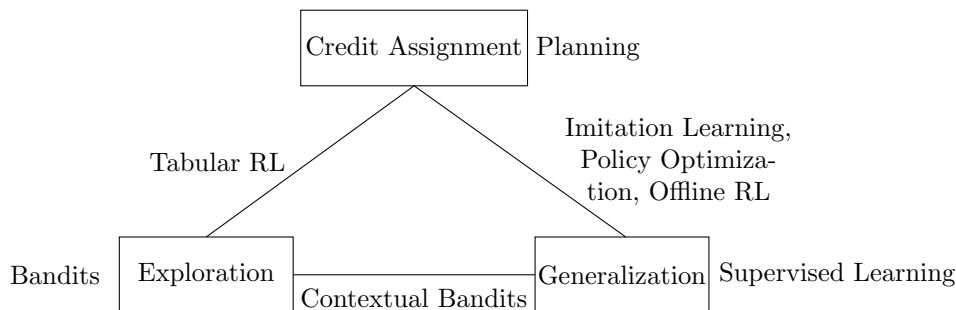 Credit Assignment
Planning
Imitation Learning,
Policy Optimiza-
tion, Offline RL
Tabular RL
Bandits
Exploration
Contextual Bandits
Generalization
Supervised Learning